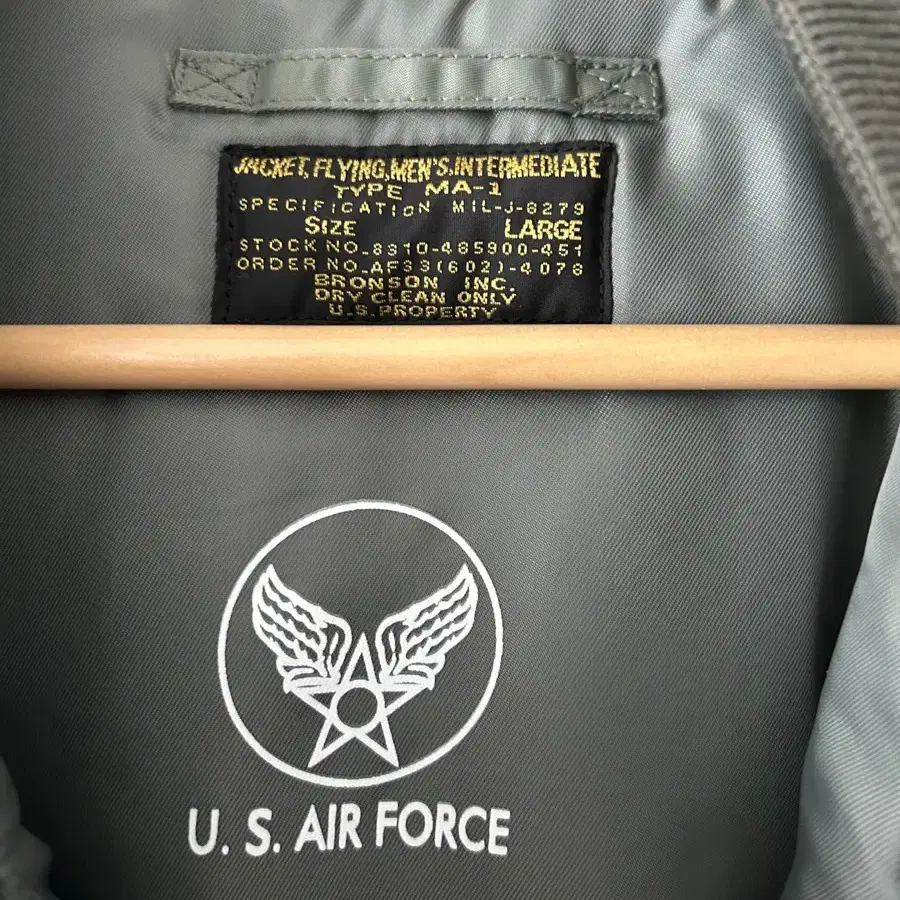 JACKET, FLYING, MEN'S, INTERMEDIATE
TYPE MA-1
SPECIFICATION MIL-J-8279
SIZE LARGE
STOCK NO. 8310-485900-451
ORDER NO. AF33(602)-4078
BRONSON INC.
DRY CLEAN ONLY
U.S. PROPERTY
U. S. AIR FORCE